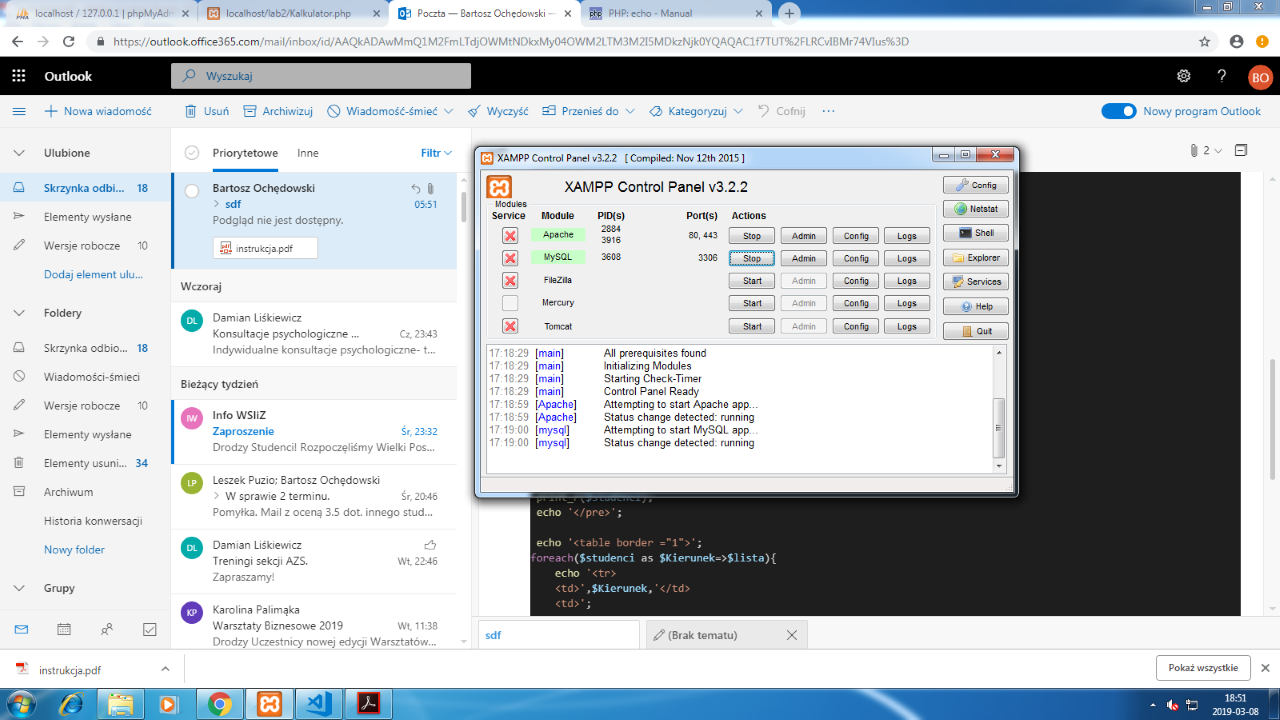 localhost / 127.0.0.1 | phpMyAd
localhost/lab2/Kalkulator.php
Poczta — Bartosz Ochędowski —
PHP: echo - Manual
https://outlook.office365.com/mail/inbox/id/AAQkADAwMmQ1M2FmLTdjOWMtNDkxMy04OWM2LTM3M2I5MDkzNjk0YQAQAC1f7TUT%2FLRCvIBMr74VIus%3D
Outlook
Wyszukaj
BO
Nowa wiadomość
Usuń
Archiwizuj
Wiadomość-śmieć
Wyczyść
Przenieś do
Kategoryzuj
Cofnij
Nowy program Outlook
Ulubione
Skrzynka odbi... 18
Elementy wysłane
Wersje robocze 10
Dodaj element ulu...
Foldery
Skrzynka odbio... 18
Wiadomości-śmieci
Wersje robocze 10
Elementy wysłane
Elementy usuni... 34
Archiwum
Historia konwersacji
Nowy folder
Grupy
Priorytetowe
Inne
Filtr
Bartosz Ochędowski
sdf 05:51
Podgląd nie jest dostępny.
instrukcja.pdf
Wczoraj
DL
Damian Liśkiewicz
Konsultacje psychologiczne ... Cz, 23:43
Indywidualne konsultacje psychologiczne- t...
Bieżący tydzień
IW
Info WSIiZ
Zaproszenie Śr, 23:32
Drodzy Studenci! Rozpoczęliśmy Wielki Pos...
LP
Leszek Puzio; Bartosz Ochędowski
W sprawie 2 terminu. Śr, 20:46
Pomyłka. Mail z oceną 3.5 dot. innego stud...
DL
Damian Liśkiewicz
Treningi sekcji AZS. Wt, 22:46
Zapraszamy!
KP
Karolina Palimąka
Warsztaty Biznesowe 2019 Wt, 11:38
Drodzy Uczestnicy nowej edycji Warsztatów...
2
XAMPP Control Panel v3.2.2 [ Compiled: Nov 12th 2015 ]
XAMPP Control Panel v3.2.2
Modules
Service Module PID(s) Port(s) Actions
Apache 2884 3916 80, 443 Stop Admin Config Logs
MySQL 3608 3306 Stop Admin Config Logs
FileZilla Start Admin Config Logs
Mercury Start Admin Config Logs
Tomcat Start Admin Config Logs
Config
Netstat
Shell
Explorer
Services
Help
Quit
17:18:29 [main] All prerequisites found
17:18:29 [main] Initializing Modules
17:18:29 [main] Starting Check-Timer
17:18:29 [main] Control Panel Ready
17:18:59 [Apache] Attempting to start Apache app...
17:18:59 [Apache] Status change detected: running
17:19:00 [mysql] Attempting to start MySQL app...
17:19:00 [mysql] Status change detected: running
print_r($studenci);
echo '</pre>';
echo '<table border ="1">';
foreach($studenci as $Kierunek=>$lista){
echo '<tr>
<td>',$Kierunek,'</td>
<td>';
sdf
(Brak tematu)
instrukcja.pdf
Pokaż wszystkie
18:51
2019-03-08